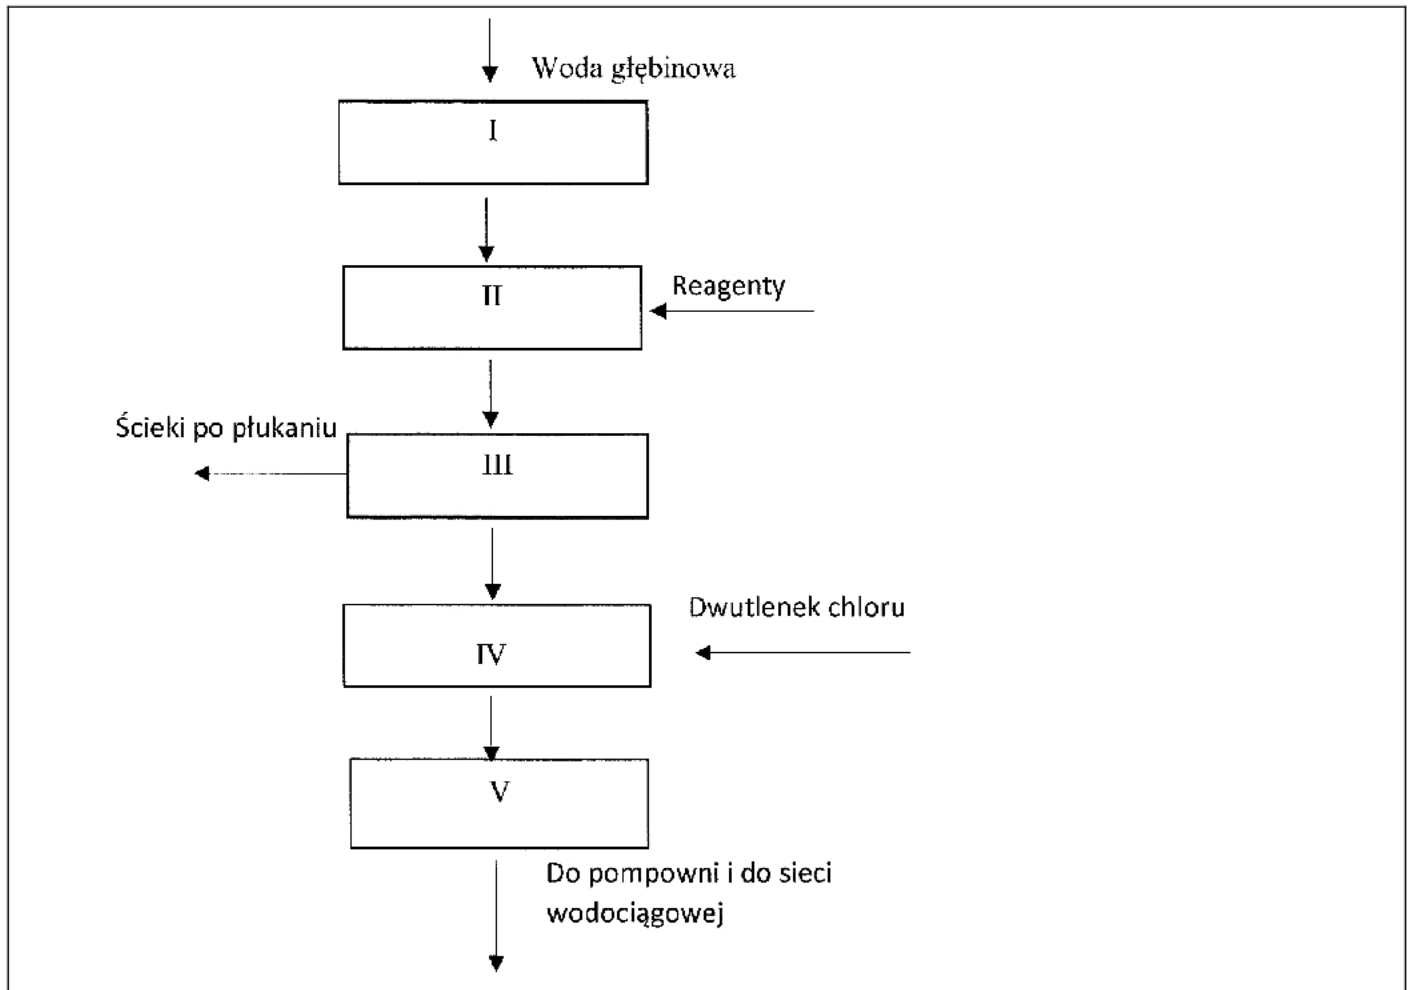 Woda głębinowa
I
II
Reagenty
Ścieki po płukaniu
III
Dwutlenek chloru
IV
V
Do pompowni i do sieci
wodociągowej